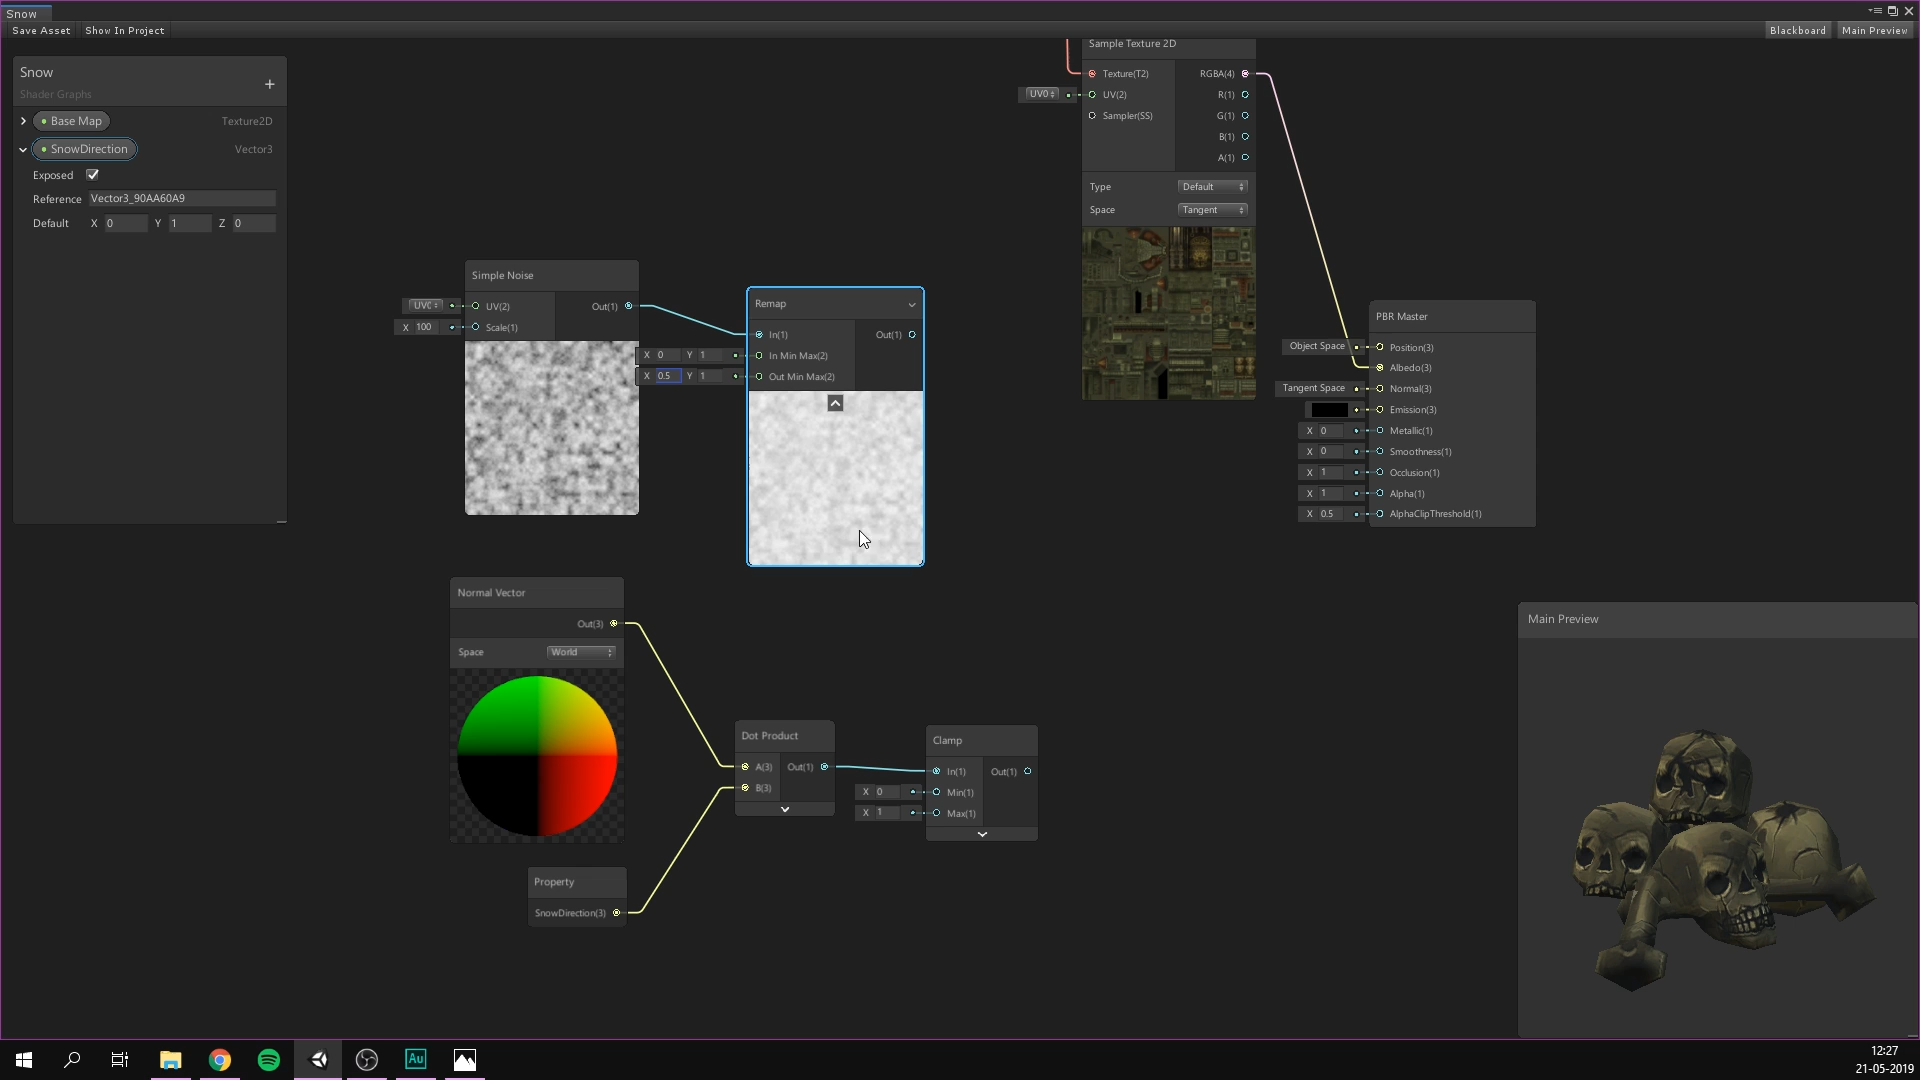 Snow
Save Asset Show In Project Blackboard Main Preview
Snow
Shader Graphs
Base Map Texture2D
SnowDirection Vector3
Exposed
Reference Vector3_90AA60A9
Default X 0 Y 1 Z 0
Sample Texture 2D
Texture(T2) RGBA(4)
UV0 UV(2) R(1)
Sampler(SS) G(1)
B(1)
A(1)
Type Default
Space Tangent
Simple Noise
UV(2) Out(1)
X 100 Scale(1)
Remap
In(1) Out(1)
X 0 Y 1 In Min Max(2)
X 0.5 Y 1 Out Min Max(2)
PBR Master
Object Space Position(3)
Albedo(3)
Tangent Space Normal(3)
Emission(3)
X 0 Metallic(1)
X 0 Smoothness(1)
X 1 Occlusion(1)
X 1 Alpha(1)
X 0.5 AlphaClipThreshold(1)
Normal Vector
Out(3)
Space World
Dot Product
A(3) Out(1)
B(3)
Clamp
In(1) Out(1)
X 0 Min(1)
X 1 Max(1)
Property
SnowDirection(3)
Main Preview
Au
12:27
21-05-2019